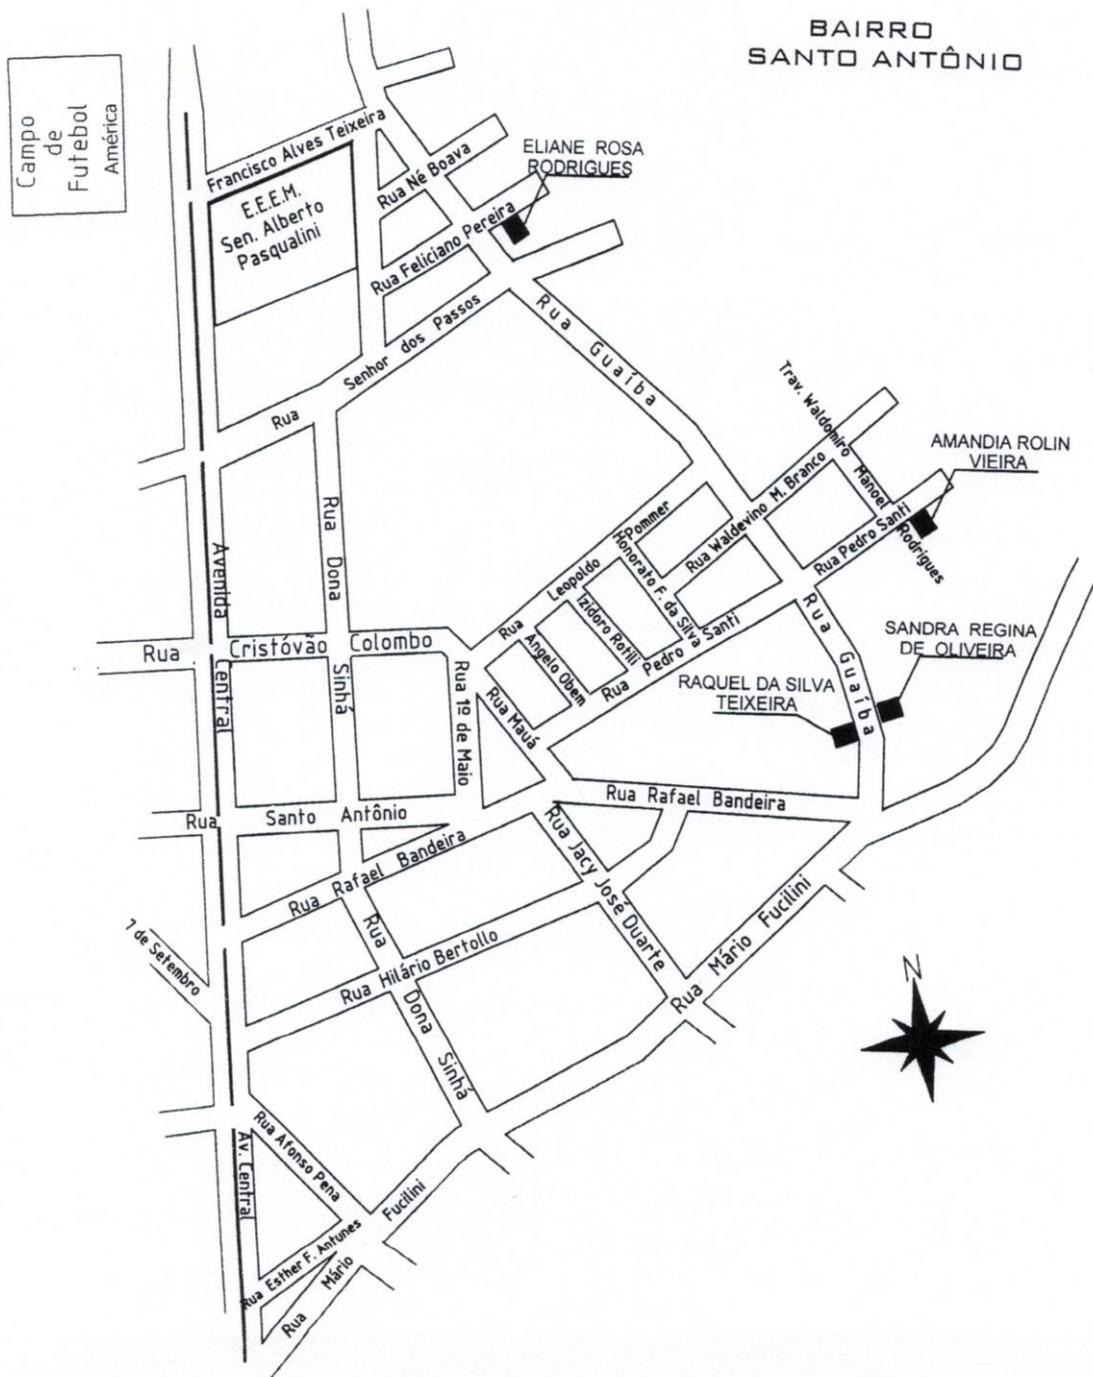 BAIRRO
SANTO ANTÔNIO
Campo
de
Futebol
América
Francisco Alves Teixeira
E.E.E.M.
Sen. Alberto
Pasqualini
Rua Né Boava
ELIANE ROSA
RODRIGUES
Rua Feliciano Pereira
Rua Senhor dos Passos
Rua Guaíba
Trav. Waldomiro Manoel Rodrigues
AMANDIA ROLIN
VIEIRA
Rua Waldevino M. Branco
Rua Pedro Santi
Rua Leopoldo Pommer
Honorato F. da Silva
Izidoro Rotili
Angelo Obem
Rua Pedro Santi
Rua Dona Sinhá
Avenida Central
Rua Cristóvão Colombo
Rua 1º de Maio
Rua Mauá
Rua Guaíba
SANDRA REGINA
DE OLIVEIRA
RAQUEL DA SILVA
TEIXEIRA
Rua Rafael Bandeira
Rua Santo Antônio
Rua Rafael Bandeira
Rua Jacy José Duarte
7 de Setembro
Rua Hilário Bertollo
Rua Dona Sinhá
Rua Mário Fucilini
N
Rua Afonso Pena
Av. Central
Rua Esther F. Antunes
Rua Mário Fucilini